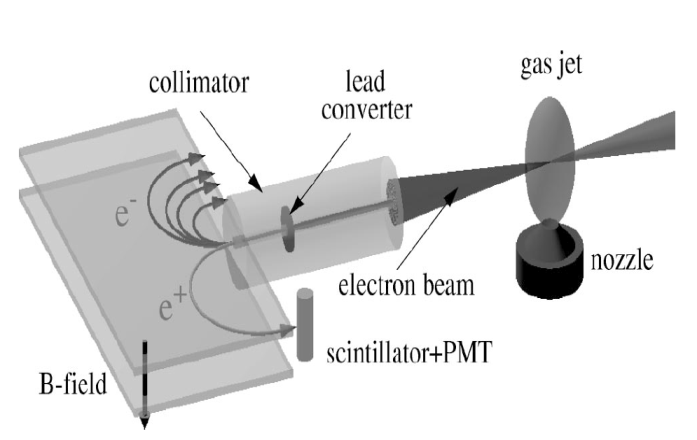 gas jet
collimator
lead
converter
e-
e+
electron beam
nozzle
scintillator+PMT
B-field